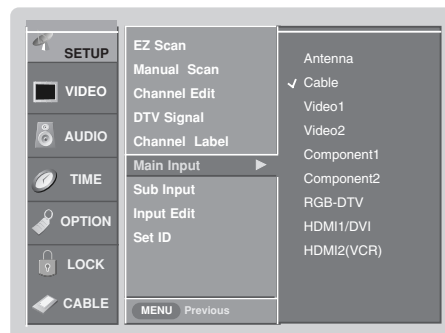 SETUP
VIDEO
AUDIO
TIME
OPTION
LOCK
CABLE
EZ Scan
Manual Scan
Channel Edit
DTV Signal
Channel Label
Main Input
Sub Input
Input Edit
Set ID
MENU Previous
Antenna
Cable
Video1
Video2
Component1
Component2
RGB-DTV
HDMI1/DVI
HDMI2(VCR)